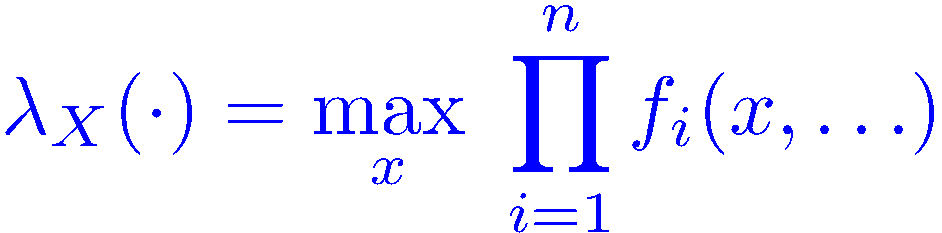 λ_X(·) = max_x ∏_{i=1}^{n} f_i(x, …)